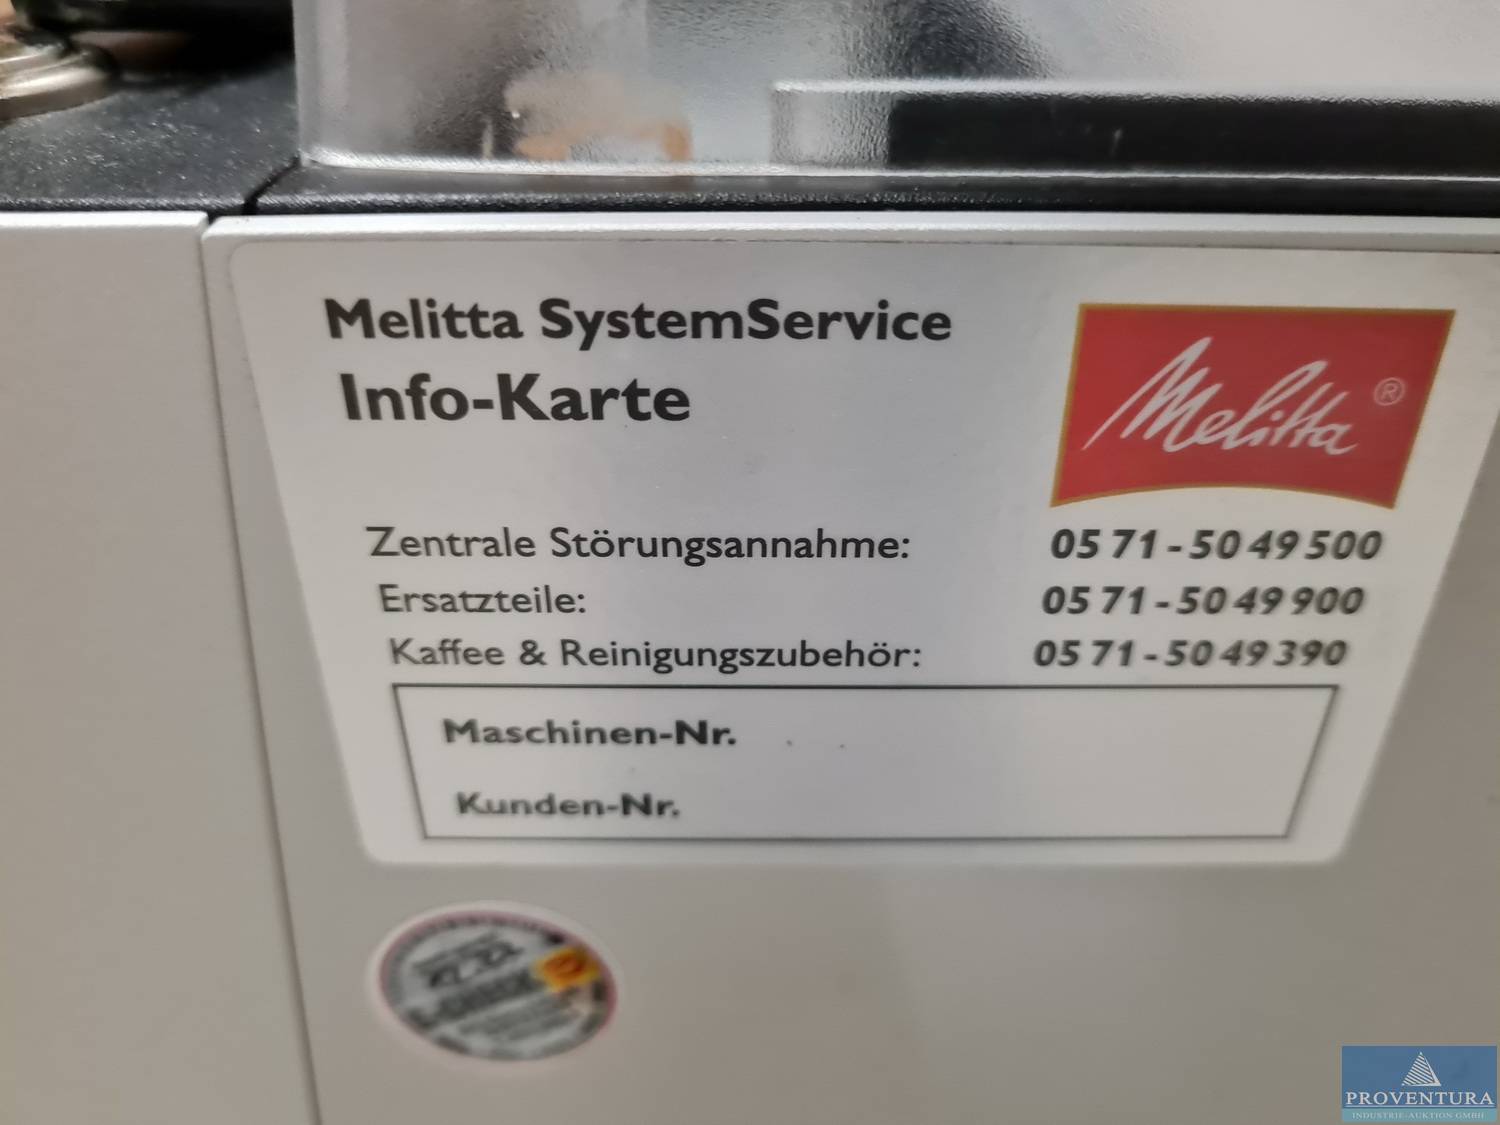 Melitta SystemService
Info-Karte
Melitta®
Zentrale Störungsannahme: 05 71 - 50 49 500
Ersatzteile: 05 71 - 50 49 900
Kaffee & Reinigungszubehör: 05 71 - 50 49 390
Maschinen-Nr.
Kunden-Nr.
PROVENTURA
INDUSTRIE-AUKTION GMBH